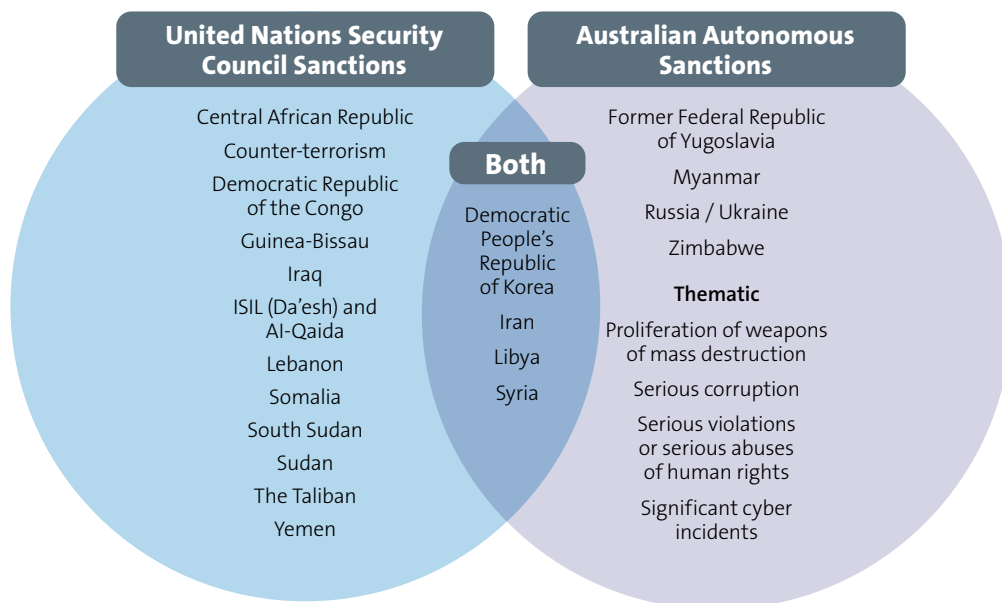 United Nations Security
Council Sanctions
Central African Republic
Counter-terrorism
Democratic Republic
of the Congo
Guinea-Bissau
Iraq
ISIL (Da’esh) and
Al-Qaida
Lebanon
Somalia
South Sudan
Sudan
The Taliban
Yemen
Both
Democratic
People’s
Republic
of Korea
Iran
Libya
Syria
Australian Autonomous
Sanctions
Former Federal Republic
of Yugoslavia
Myanmar
Russia / Ukraine
Zimbabwe
Thematic
Proliferation of weapons
of mass destruction
Serious corruption
Serious violations
or serious abuses
of human rights
Significant cyber
incidents